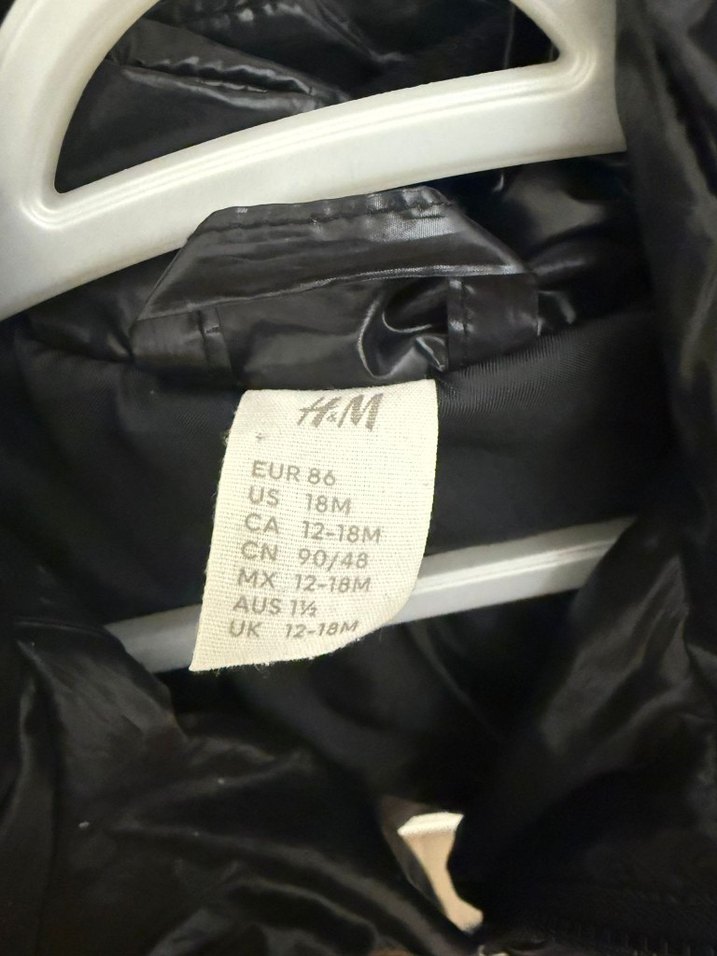 H&M
EUR 86
US 18M
CA 12-18M
CN 90/48
MX 12-18M
AUS 1½
UK 12-18M